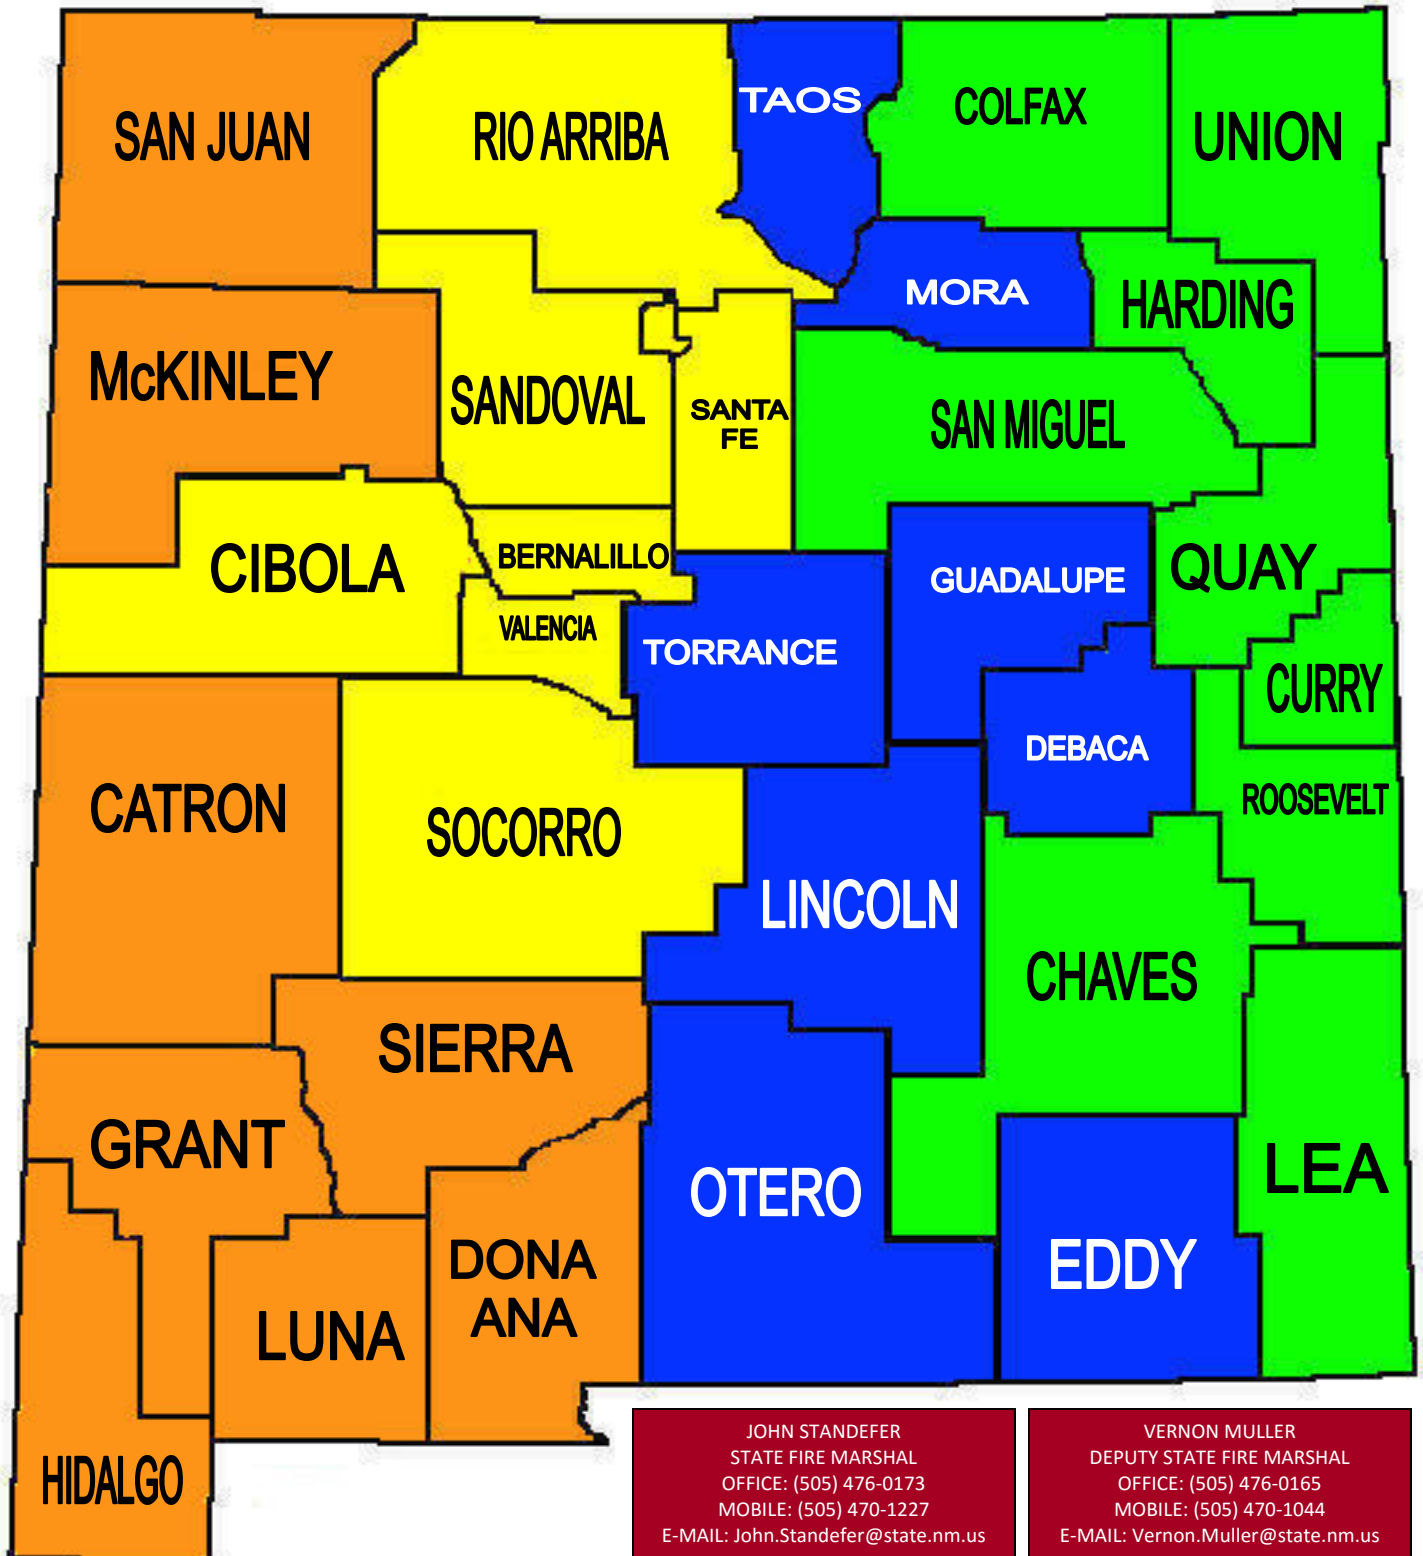 TAOS
COLFAX
SAN JUAN
RIO ARRIBA
UNION
MORA
HARDING
McKINLEY
SANDOVAL
SANTA
FE
SAN MIGUEL
CIBOLA
BERNALILLO
GUADALUPE
QUAY
VALENCIA
TORRANCE
CURRY
DEBACA
CATRON
SOCORRO
ROOSEVELT
LINCOLN
CHAVES
SIERRA
GRANT
OTERO
LEA
DONA
ANA
EDDY
LUNA
HIDALGO
JOHN STANDEFER
STATE FIRE MARSHAL
OFFICE: (505) 476-0173
MOBILE: (505) 470-1227
E-MAIL: John.Standefer@state.nm.us
VERNON MULLER
DEPUTY STATE FIRE MARSHAL
OFFICE: (505) 476-0165
MOBILE: (505) 470-1044
E-MAIL: Vernon.Muller@state.nm.us